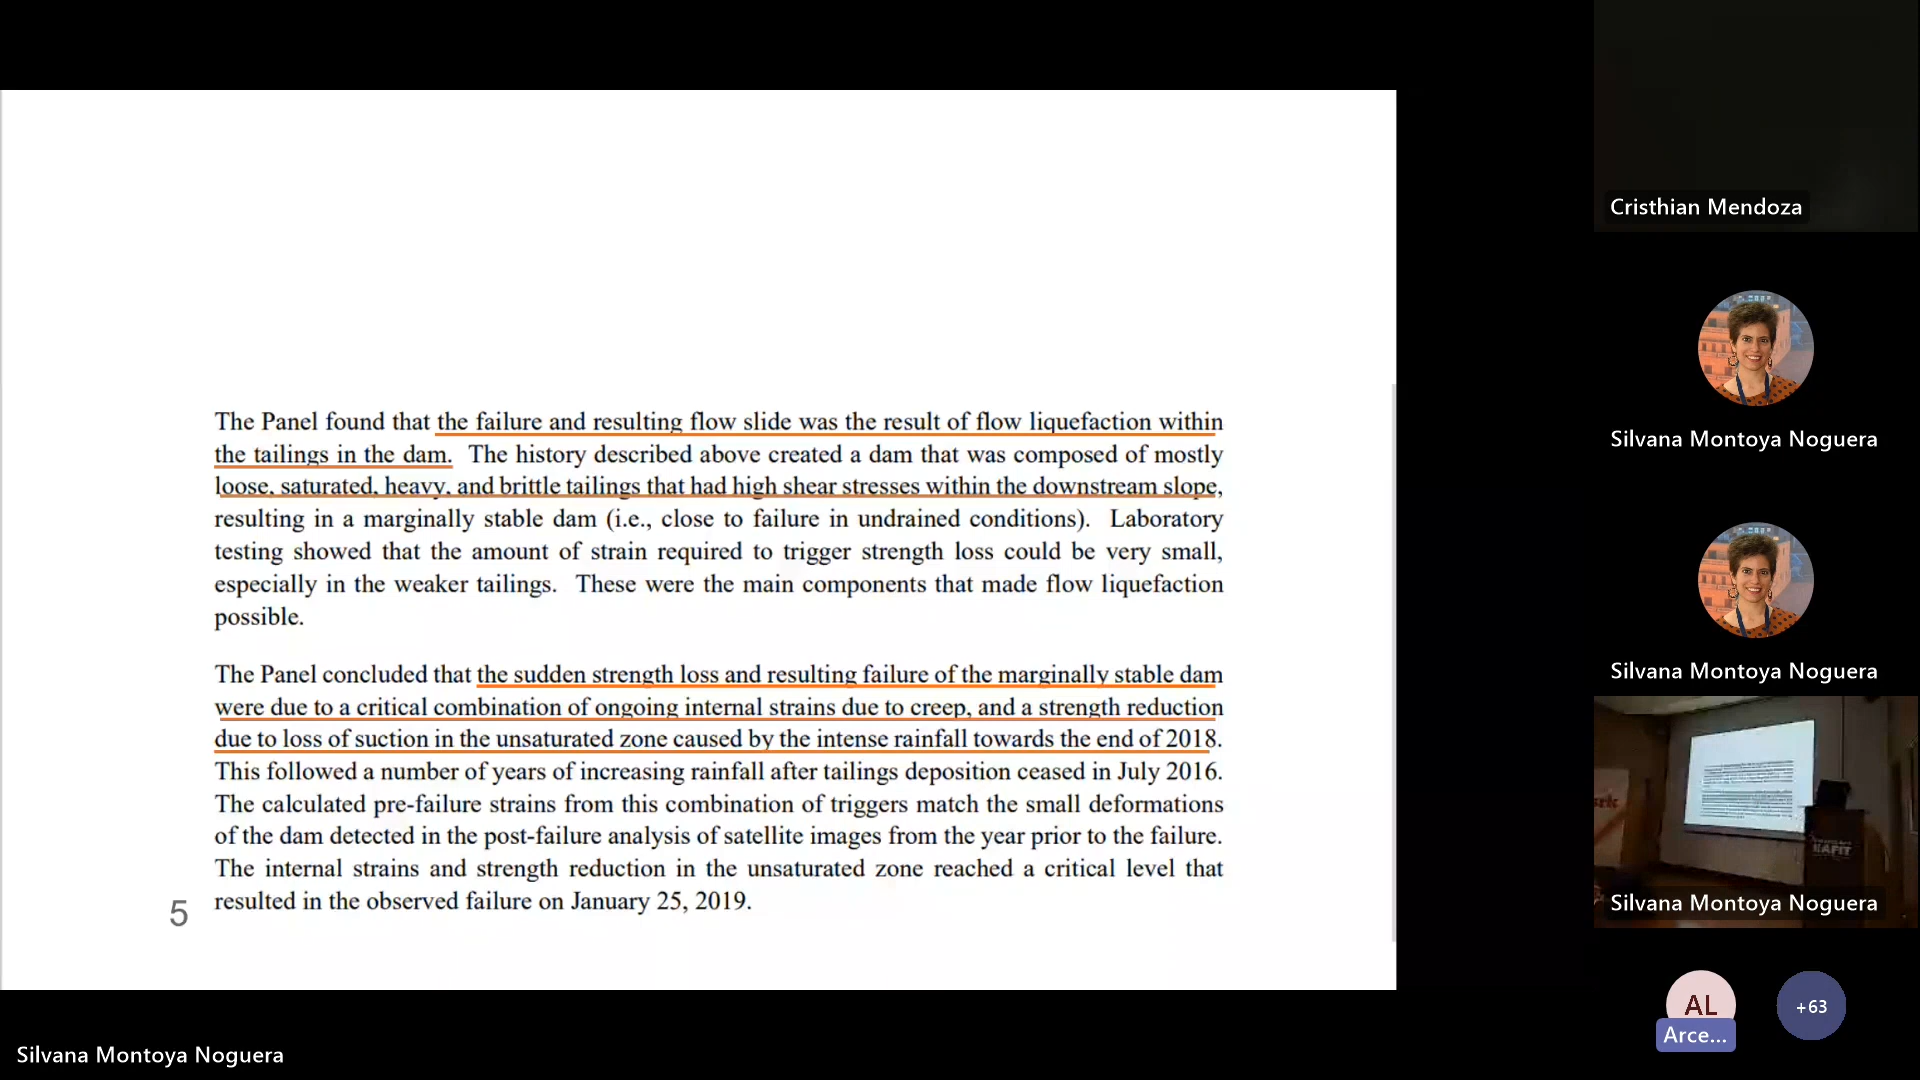 The Panel found that the failure and resulting flow slide was the result of flow liquefaction within
the tailings in the dam. The history described above created a dam that was composed of mostly
loose, saturated, heavy, and brittle tailings that had high shear stresses within the downstream slope,
resulting in a marginally stable dam (i.e., close to failure in undrained conditions). Laboratory
testing showed that the amount of strain required to trigger strength loss could be very small,
especially in the weaker tailings. These were the main components that made flow liquefaction
possible.
The Panel concluded that the sudden strength loss and resulting failure of the marginally stable dam
were due to a critical combination of ongoing internal strains due to creep, and a strength reduction
due to loss of suction in the unsaturated zone caused by the intense rainfall towards the end of 2018.
This followed a number of years of increasing rainfall after tailings deposition ceased in July 2016.
The calculated pre-failure strains from this combination of triggers match the small deformations
of the dam detected in the post-failure analysis of satellite images from the year prior to the failure.
The internal strains and strength reduction in the unsaturated zone reached a critical level that
resulted in the observed failure on January 25, 2019.
5
Silvana Montoya Noguera
Cristhian Mendoza
Silvana Montoya Noguera
Silvana Montoya Noguera
EAFIT
Silvana Montoya Noguera
AL
Arce...
+63